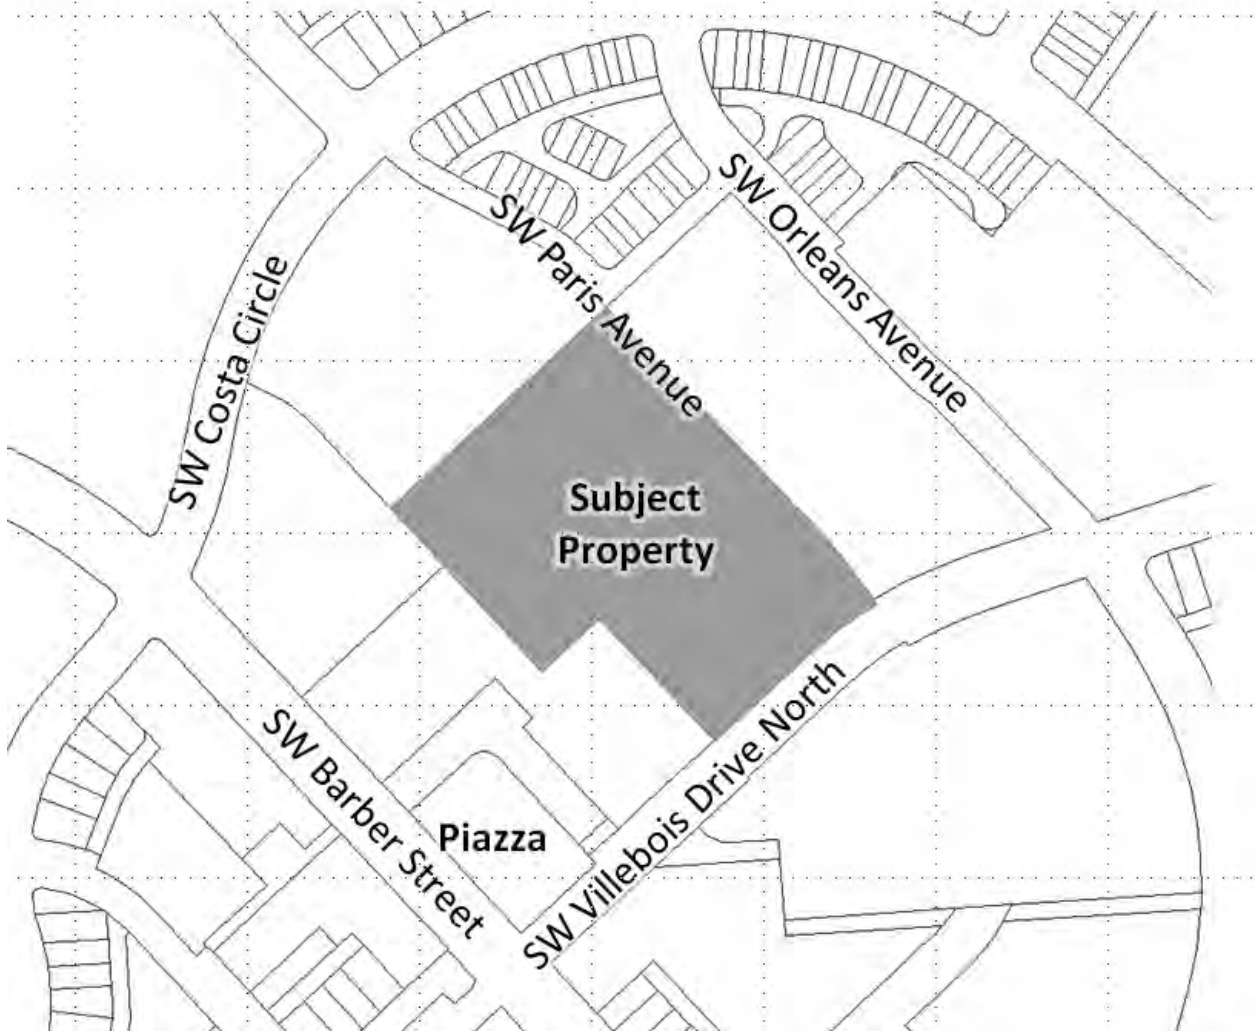 SW Orleans Avenue
SW Paris Avenue
SW Costa Circle
Subject
Property
SW Barber Street
Piazza
SW Villebois Drive North